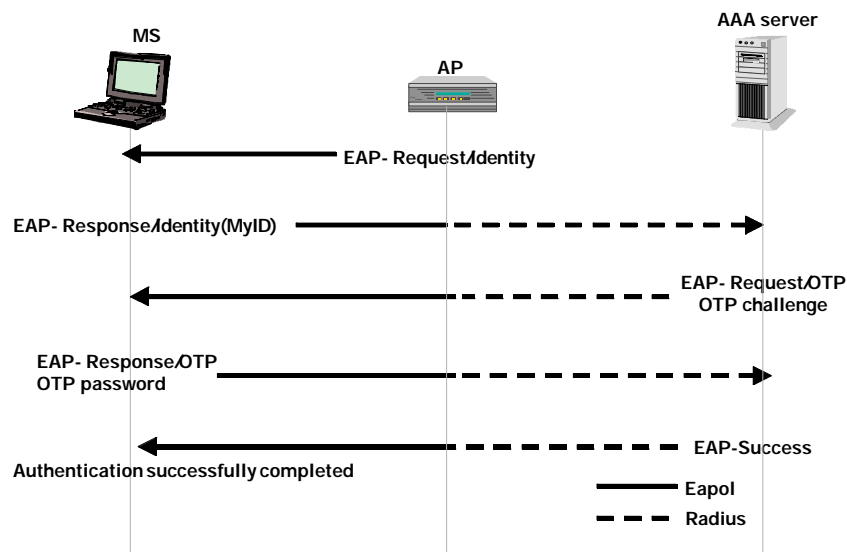 AAA server
MS
AP
EAP- Request/Identity
EAP- Response/Identity(MyID)
EAP- Request/OTP
OTP challenge
EAP- Response/OTP
OTP password
EAP-Success
Authentication successfully completed
Eapol
Radius